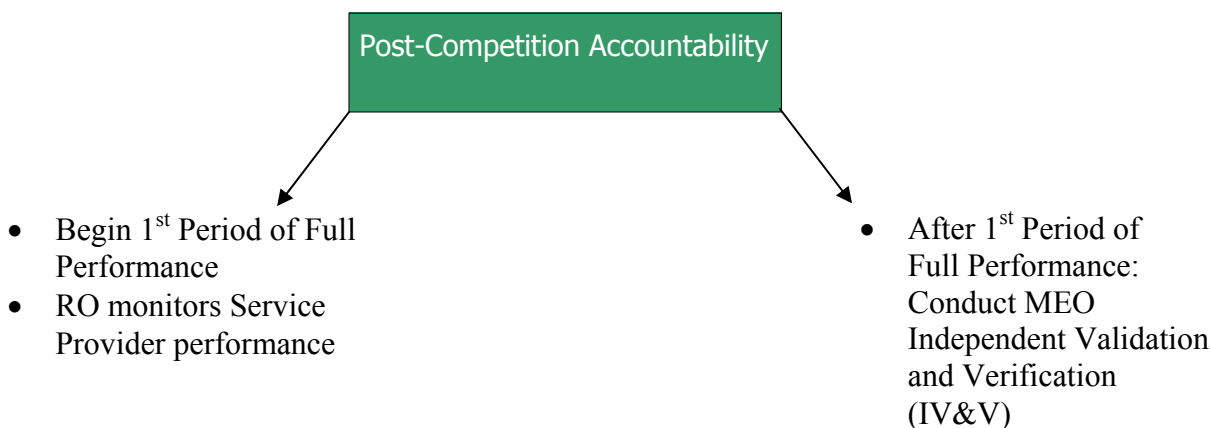 Post-Competition Accountability
• Begin 1st Period of Full
Performance
• RO monitors Service
Provider performance
• After 1st Period of
Full Performance:
Conduct MEO
Independent Validation
and Verification
(IV&V)